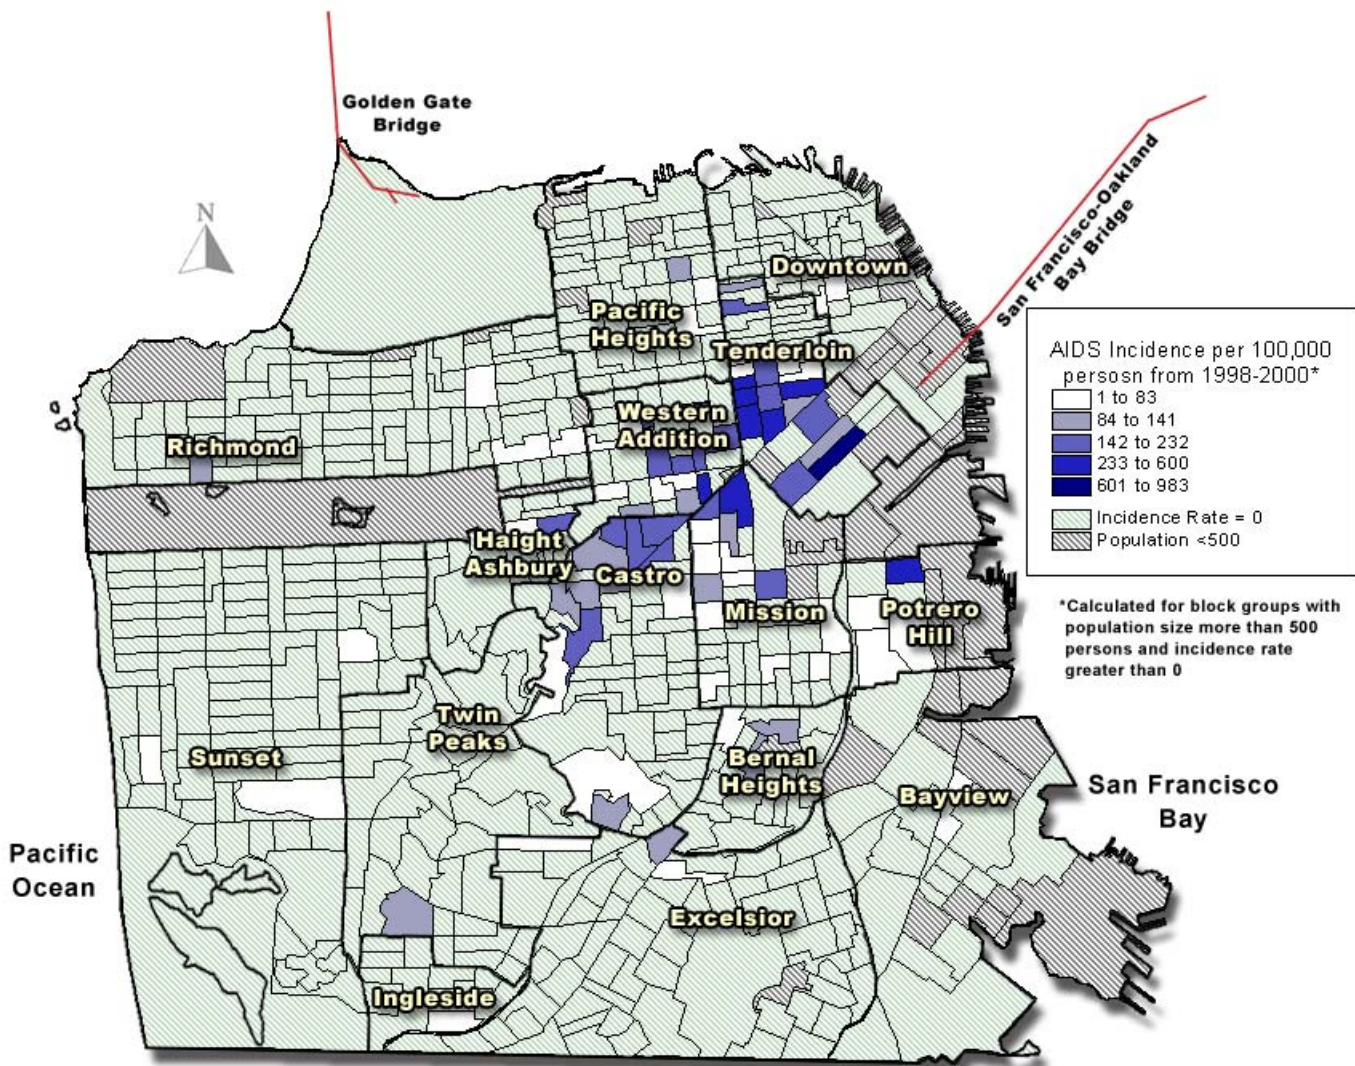 Golden Gate
Bridge
N
San Francisco-Oakland
Bay Bridge
Downtown
Pacific
Heights
Tenderloin
AIDS Incidence per 100,000
persosn from 1998-2000*
1 to 83
84 to 141
142 to 232
233 to 600
601 to 983
Incidence Rate = 0
Population <500
Western
Addition
Richmond
Haight
Ashbury
Castro
Mission
Potrero
Hill
*Calculated for block groups with
population size more than 500
persons and incidence rate
greater than 0
Twin
Peaks
Sunset
Bernal
Heights
Bayview
San Francisco
Bay
Pacific
Ocean
Excelsior
Ingleside